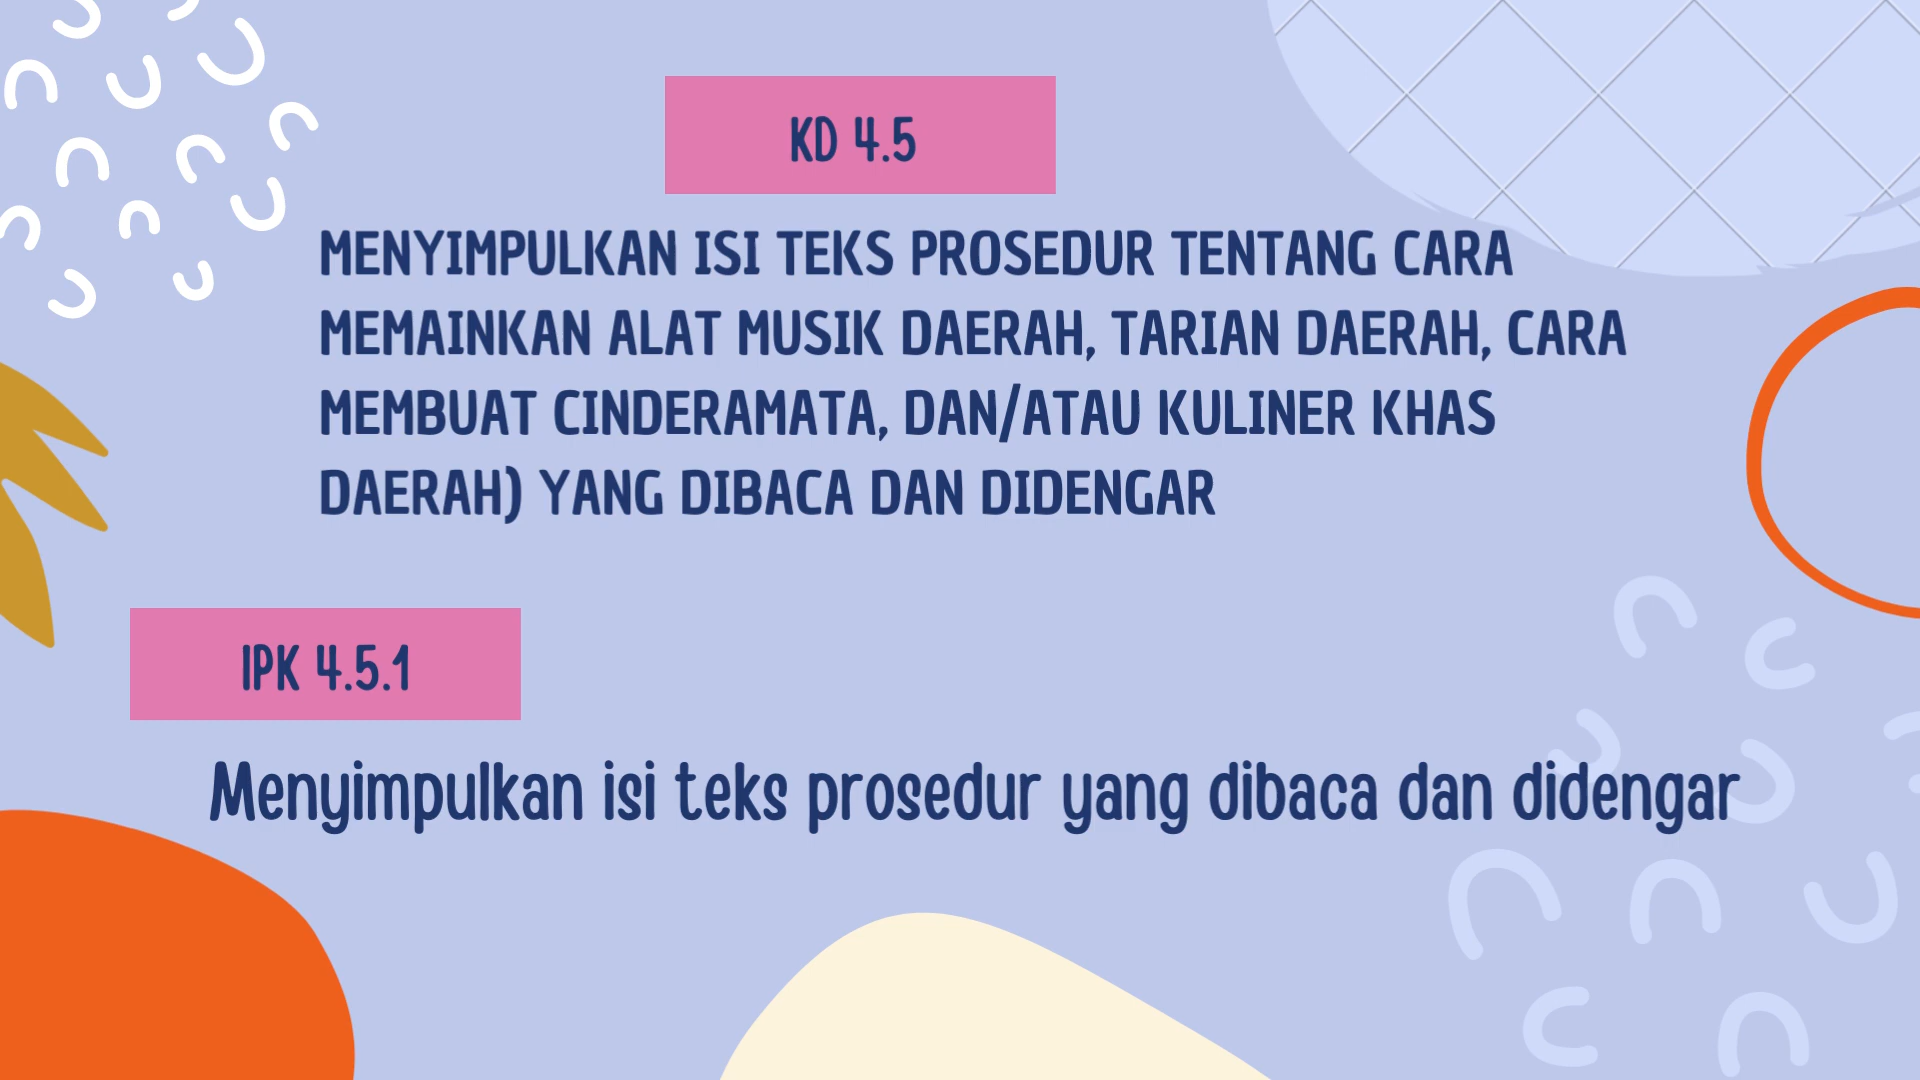 KD 4.5
MENYIMPULKAN ISI TEKS PROSEDUR TENTANG CARA
MEMAINKAN ALAT MUSIK DAERAH, TARIAN DAERAH, CARA
MEMBUAT CINDERAMATA, DAN/ATAU KULINER KHAS
DAERAH) YANG DIBACA DAN DIDENGAR
IPK 4.5.1
Menyimpulkan isi teks prosedur yang dibaca dan didengar